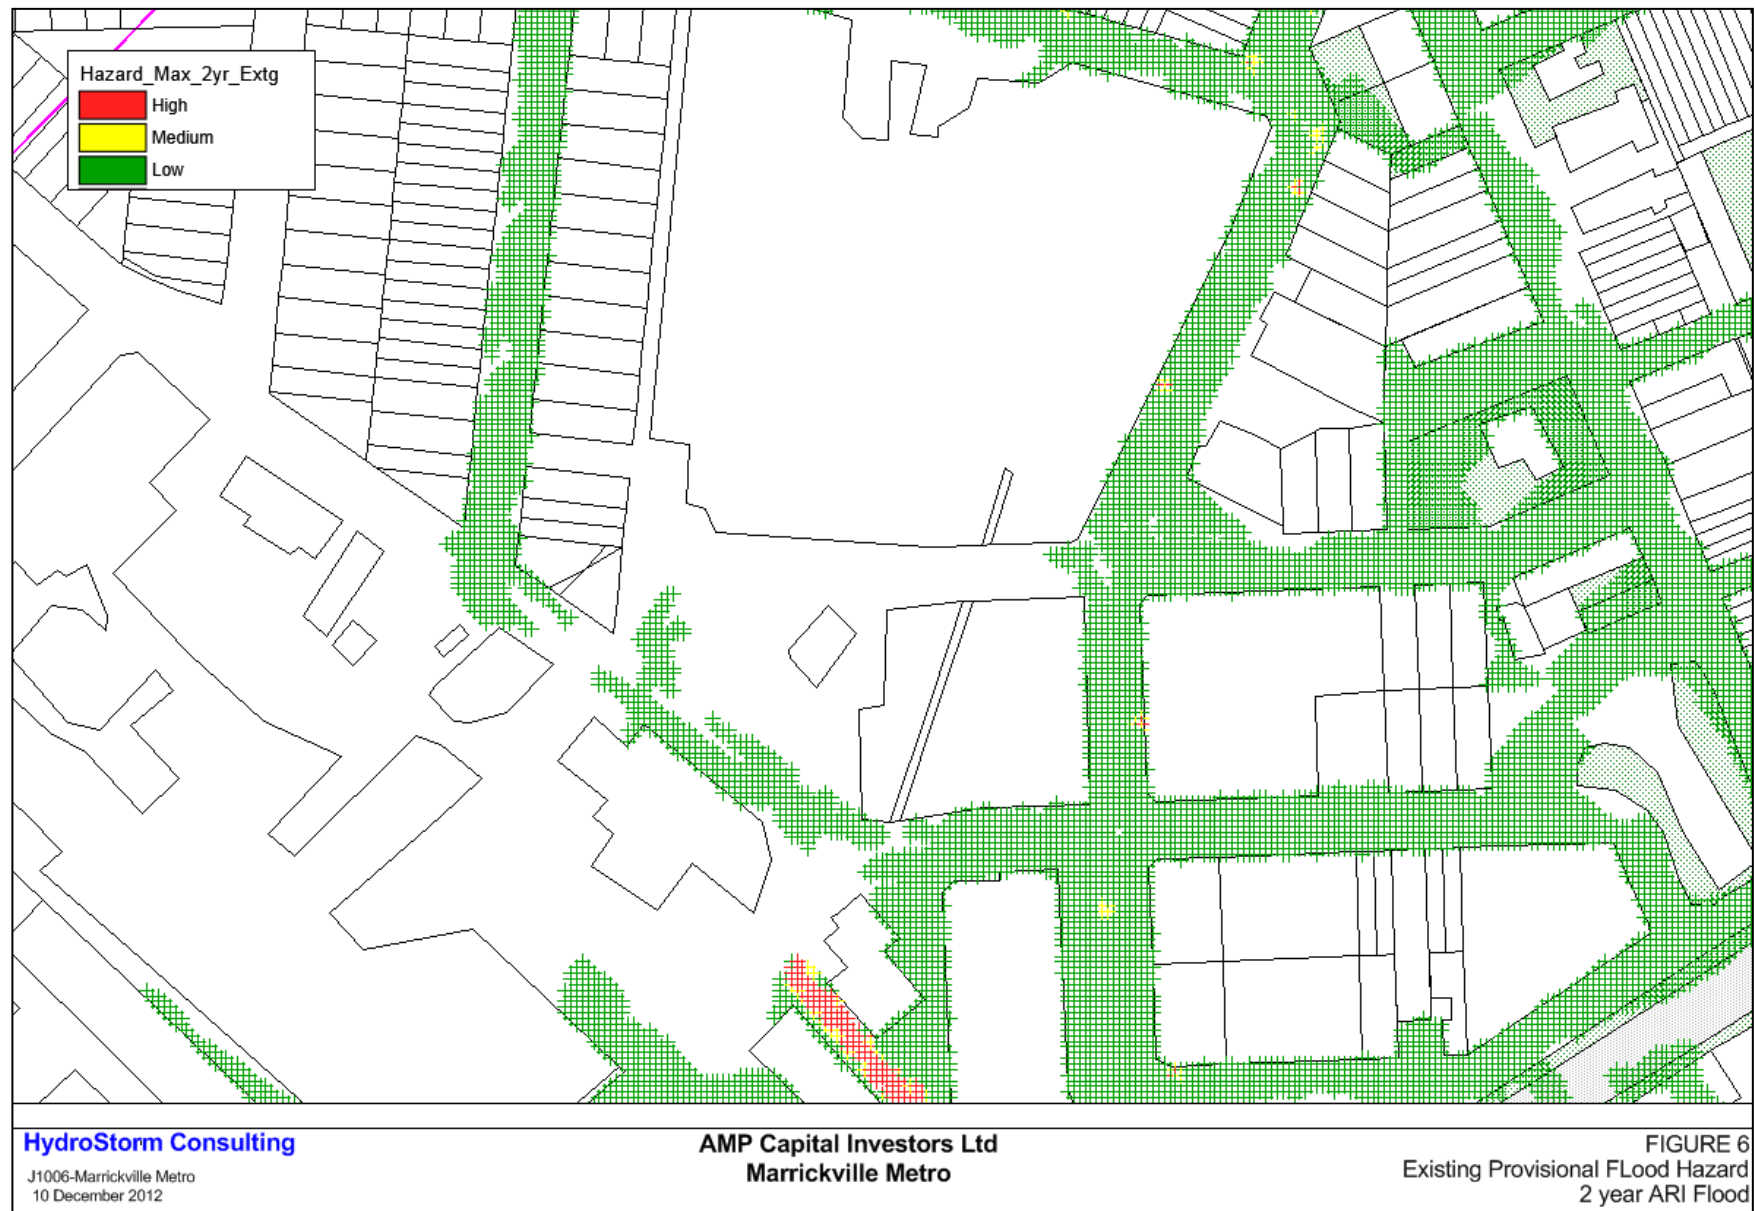 Hazard_Max_2yr_Extg
High
Medium
Low
HydroStorm Consulting
J1006-Marrickville Metro
10 December 2012
AMP Capital Investors Ltd
Marrickville Metro
FIGURE 6
Existing Provisional FLood Hazard
2 year ARI Flood